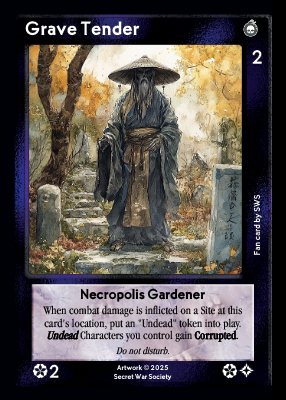 Grave Tender
2
Fan card by SWS
Necropolis Gardener
When combat damage is inflicted on a Site at this
card's location, put an "Undead" token into play.
Undead Characters you control gain Corrupted.
Do not disturb.
2
Artwork © 2025
Secret War Society